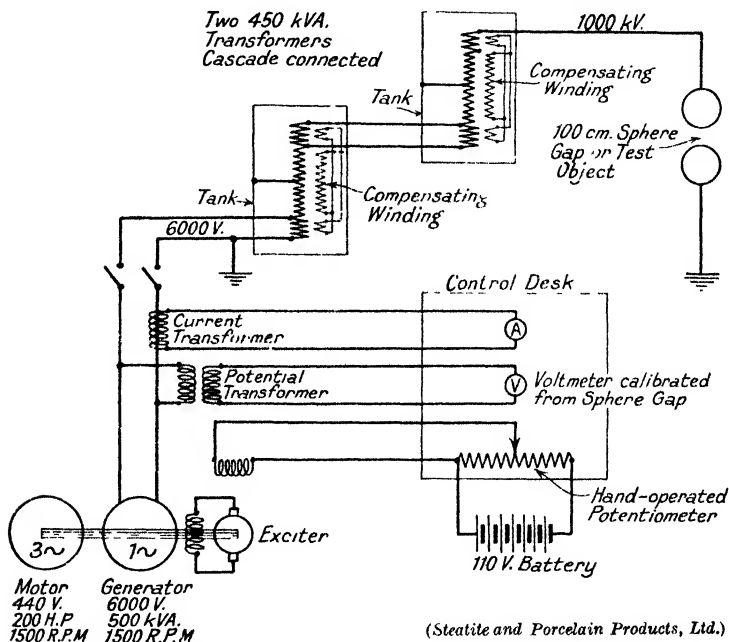 Two 450 kVA.
Transformers
Cascade connected
1000 kV.
Compensating
Winding
Tank
100 cm. Sphere
Gap or Test
Object
Tank
Compensating
Winding
6000 V.
Control Desk
Current
Transformer
A
Potential
Transformer
V
Voltmeter calibrated
from Sphere Gap
Hand-operated
Potentiometer
3~
1~
Exciter
110 V. Battery
Motor
440 V.
200 H.P
1500 R.P.M
Generator
6000 V.
500 kVA.
1500 R.P.M
(Steatite and Porcelain Products, Ltd.)